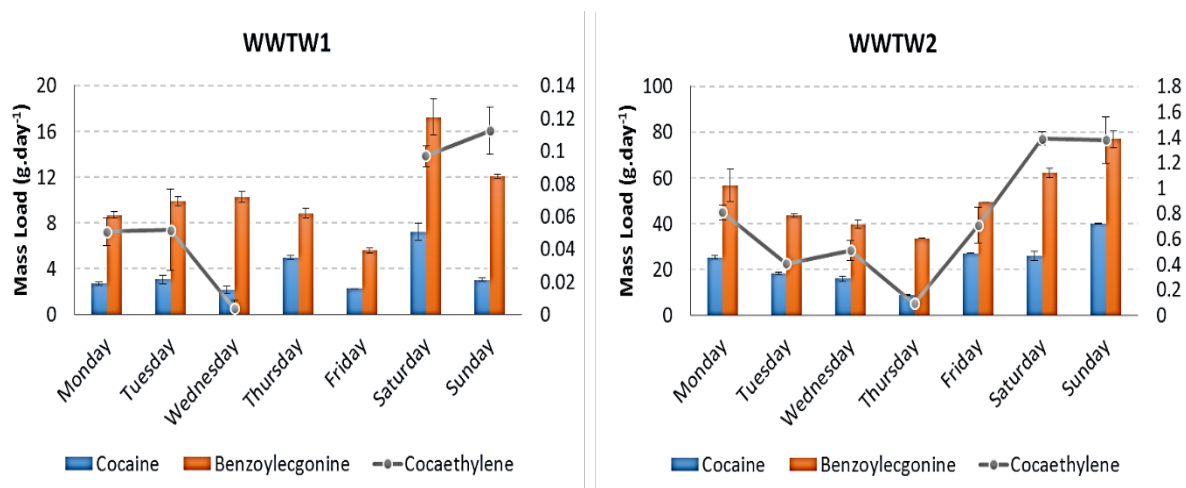 WWTW1
Mass Load (g.day⁻¹)
20
16
12
8
4
0
0.14
0.12
0.1
0.08
0.06
0.04
0.02
0
Monday
Tuesday
Wednesday
Thursday
Friday
Saturday
Sunday
Cocaine Benzoylecgonine Cocaethylene
WWTW2
Mass Load (g.day⁻¹)
100
80
60
40
20
0
1.8
1.6
1.4
1.2
1
0.8
0.6
0.4
0.2
0
Monday
Tuesday
Wednesday
Thursday
Friday
Saturday
Sunday
Cocaine Benzoylecgonine Cocaethylene